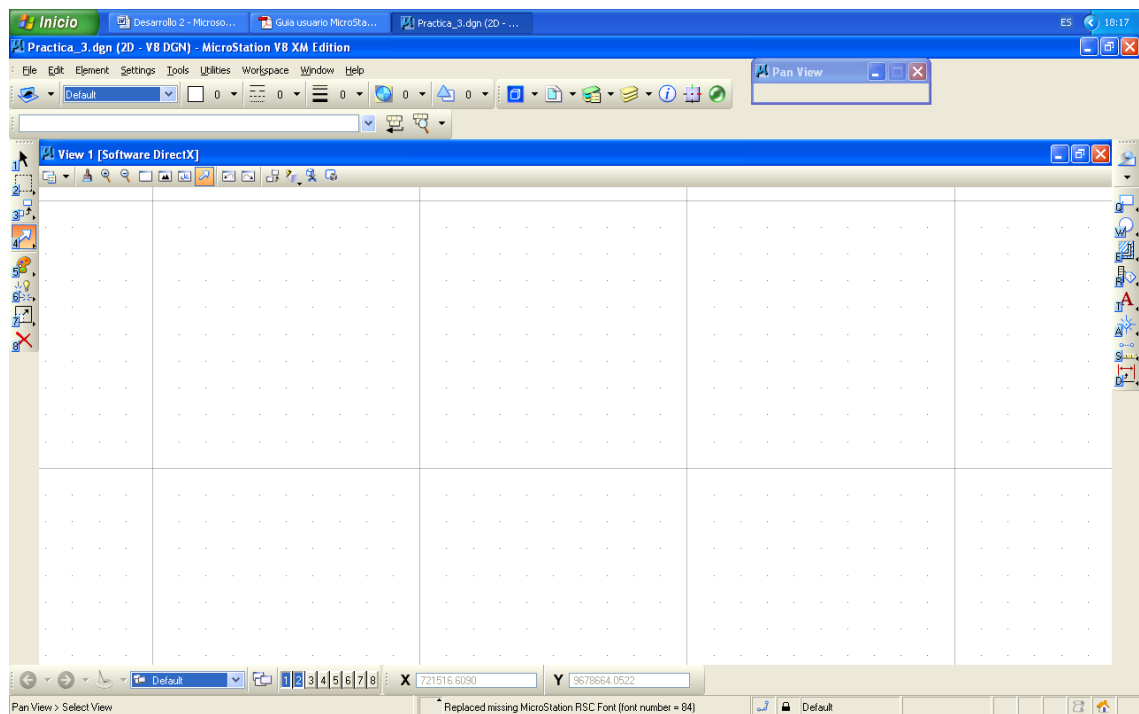 Inicio Desarrollo 2 - Microso... Guia usuario MicroSta... Practica_3.dgn (2D - ... ES 18:17
Practica_3.dgn (2D - V8 DGN) - MicroStation V8 XM Edition
File Edit Element Settings Tools Utilities Workspace Window Help
Pan View
Default 0 0 0 0 0
View 1 [Software DirectX]
1
2
3
4
5
6
7
8
Q
W
E
R
T
A
S
D
Default 1 2 3 4 5 6 7 8 X 721516.6090 Y 9678664.0522
Pan View > Select View Replaced missing MicroStation RSC Font (font number = 84) Default